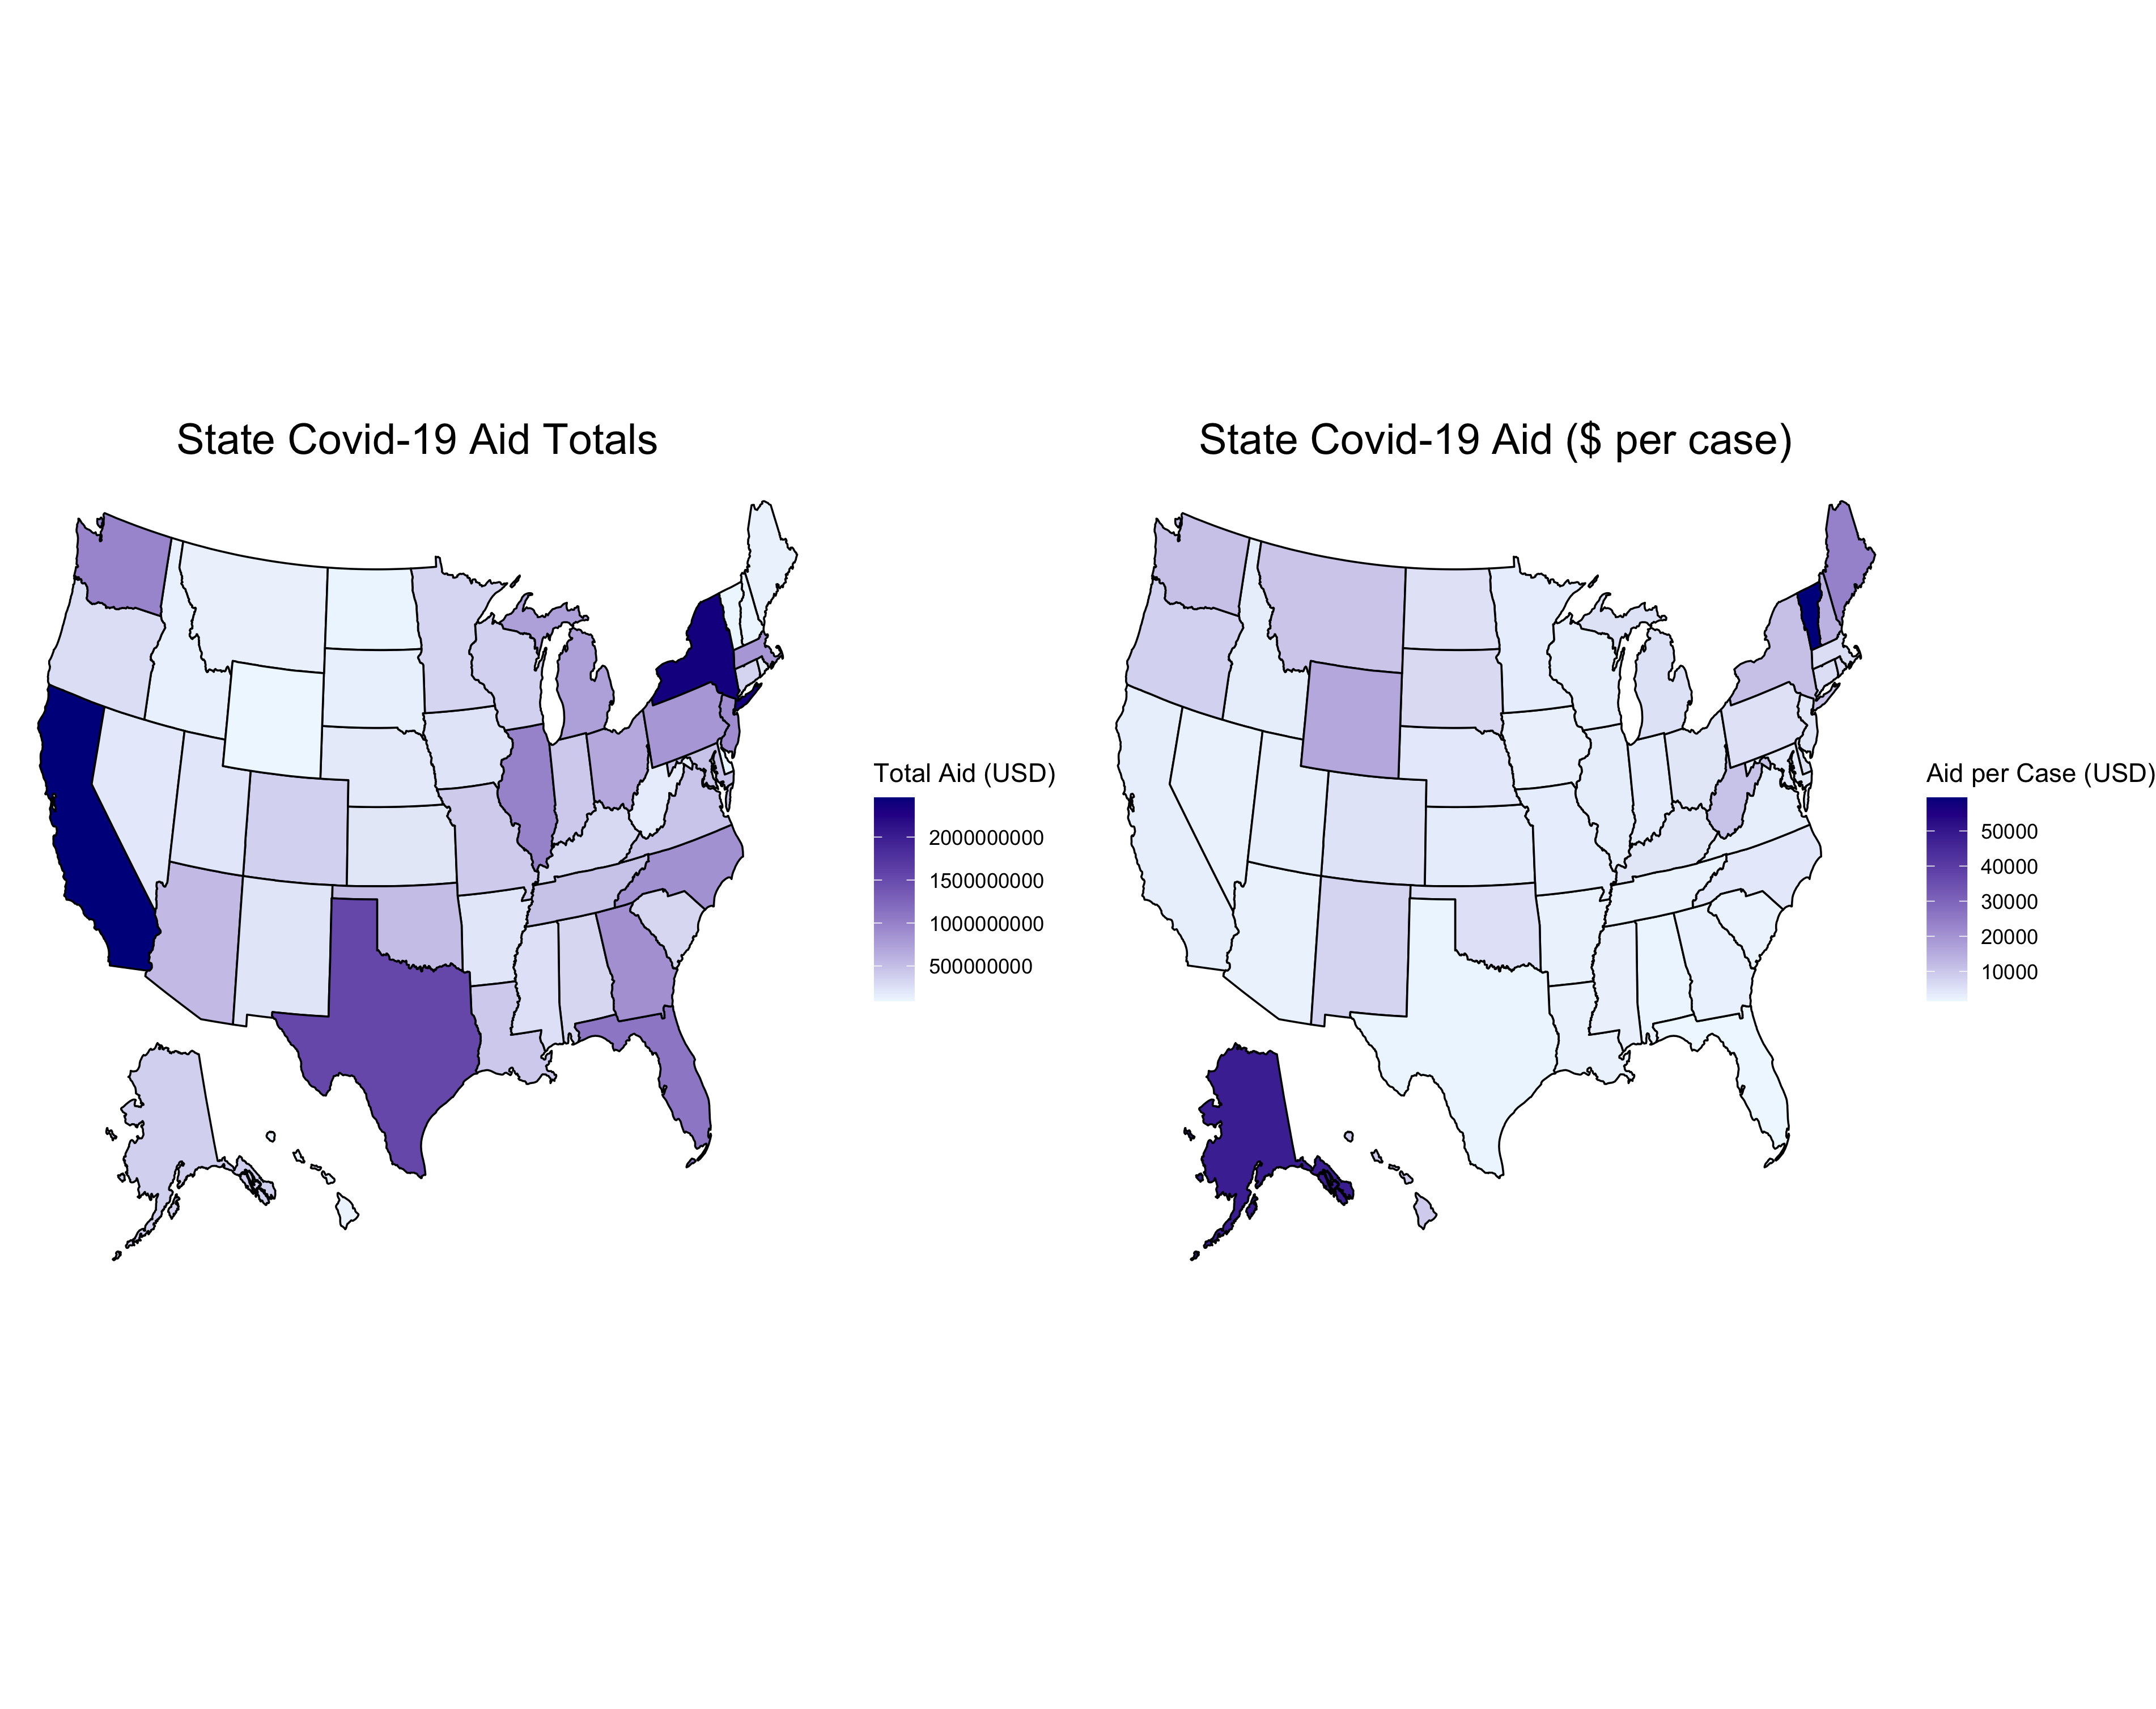 State Covid-19 Aid Totals
Total Aid (USD)
2000000000
1500000000
1000000000
500000000
State Covid-19 Aid ($ per case)
Aid per Case (USD)
50000
40000
30000
20000
10000